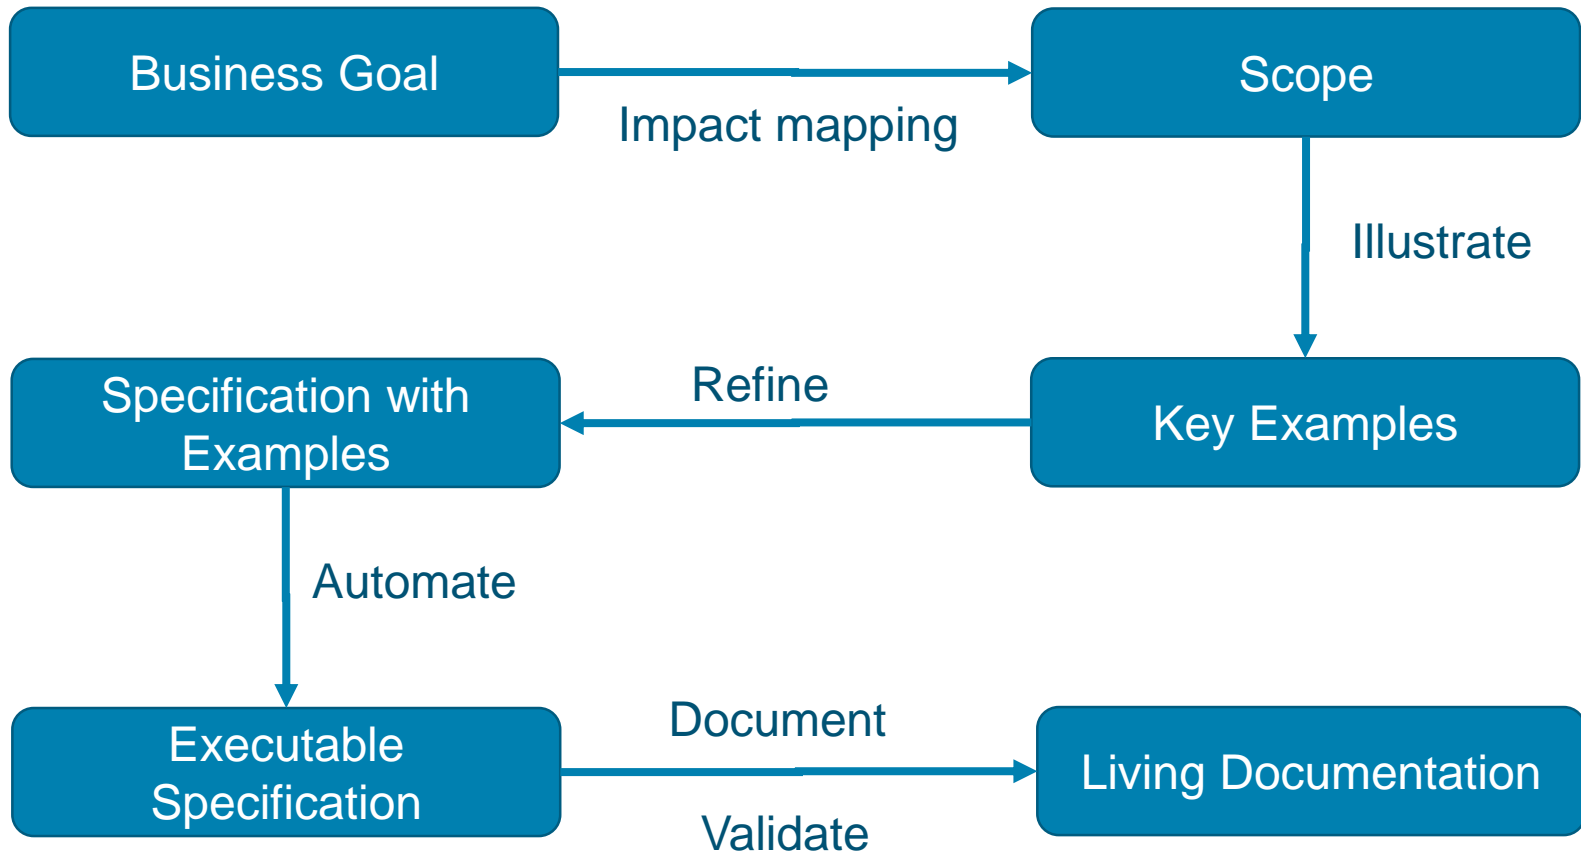 Business Goal
Impact mapping
Scope
Illustrate
Key Examples
Refine
Specification with
Examples
Automate
Executable
Specification
Document
Validate
Living Documentation